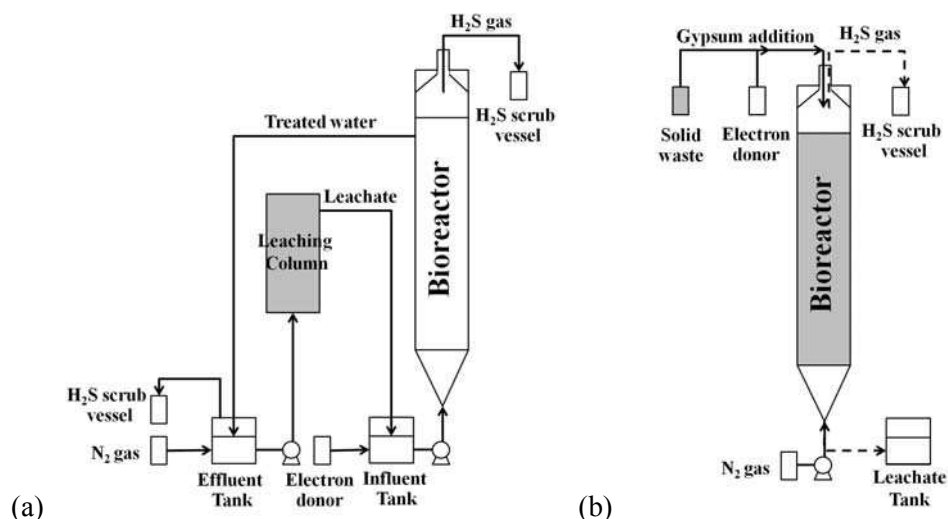 H₂S gas
H₂S scrub
vessel
Treated water
Leachate
Leaching
Column
Bioreactor
H₂S scrub
vessel
N₂ gas
Effluent
Tank
Electron
donor
Influent
Tank
(a)
Gypsum addition
H₂S gas
Solid
waste
Electron
donor
H₂S scrub
vessel
Bioreactor
N₂ gas
Leachate
Tank
(b)